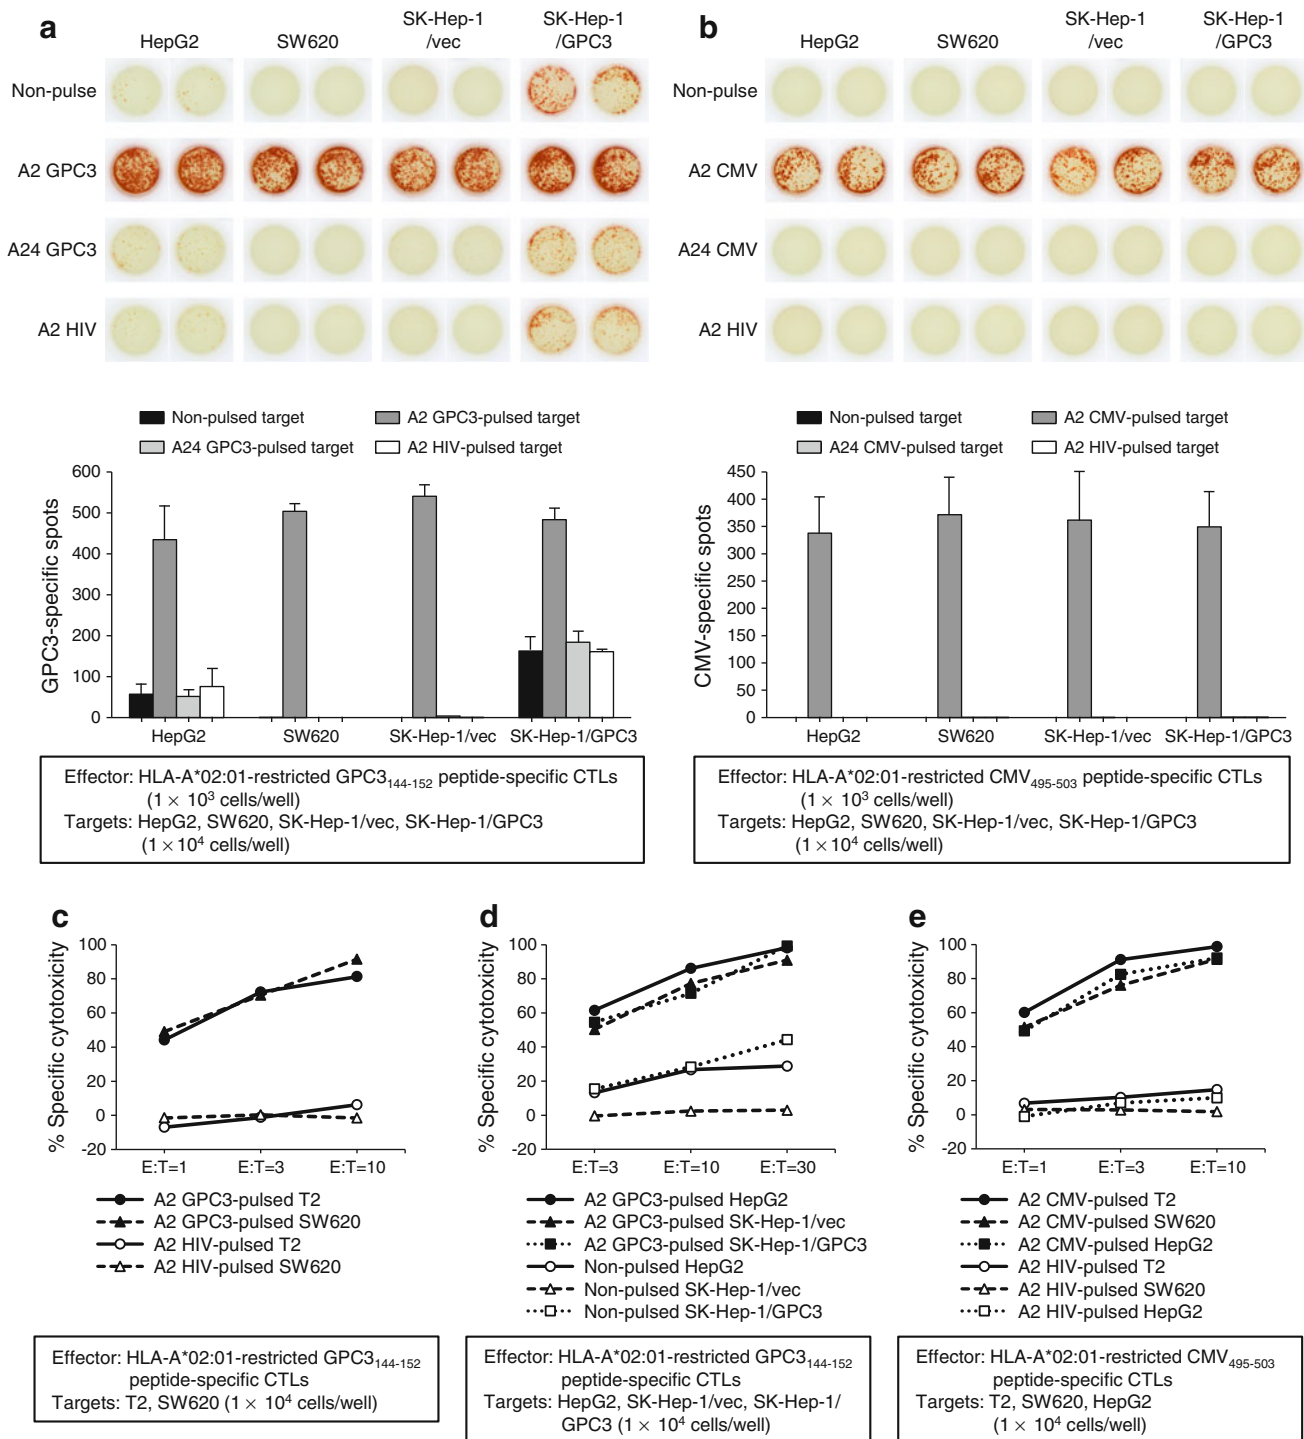 a
HepG2
SW620
SK-Hep-1
/vec
SK-Hep-1
/GPC3
Non-pulse
A2 GPC3
A24 GPC3
A2 HIV
Non-pulsed target
A2 GPC3-pulsed target
A24 GPC3-pulsed target
A2 HIV-pulsed target
GPC3-specific spots
600
500
400
300
200
100
0
HepG2
SW620
SK-Hep-1/vec
SK-Hep-1/GPC3
Effector: HLA-A*02:01-restricted GPC3₁₄₄₋₁₅₂ peptide-specific CTLs
(1 × 10³ cells/well)
Targets: HepG2, SW620, SK-Hep-1/vec, SK-Hep-1/GPC3
(1 × 10⁴ cells/well)
b
HepG2
SW620
SK-Hep-1
/vec
SK-Hep-1
/GPC3
Non-pulse
A2 CMV
A24 CMV
A2 HIV
Non-pulsed target
A2 CMV-pulsed target
A24 CMV-pulsed target
A2 HIV-pulsed target
CMV-specific spots
450
400
350
300
250
200
150
100
50
0
HepG2
SW620
SK-Hep-1/vec
SK-Hep-1/GPC3
Effector: HLA-A*02:01-restricted CMV₄₉₅₋₅₀₃ peptide-specific CTLs
(1 × 10³ cells/well)
Targets: HepG2, SW620, SK-Hep-1/vec, SK-Hep-1/GPC3
(1 × 10⁴ cells/well)
c
% Specific cytotoxicity
100
80
60
40
20
0
-20
E:T=1
E:T=3
E:T=10
A2 GPC3-pulsed T2
A2 GPC3-pulsed SW620
A2 HIV-pulsed T2
A2 HIV-pulsed SW620
Effector: HLA-A*02:01-restricted GPC3₁₄₄₋₁₅₂
peptide-specific CTLs
Targets: T2, SW620 (1 × 10⁴ cells/well)
d
% Specific cytotoxicity
100
80
60
40
20
0
-20
E:T=3
E:T=10
E:T=30
A2 GPC3-pulsed HepG2
A2 GPC3-pulsed SK-Hep-1/vec
A2 GPC3-pulsed SK-Hep-1/GPC3
Non-pulsed HepG2
Non-pulsed SK-Hep-1/vec
Non-pulsed SK-Hep-1/GPC3
Effector: HLA-A*02:01-restricted GPC3₁₄₄₋₁₅₂
peptide-specific CTLs
Targets: HepG2, SK-Hep-1/vec, SK-Hep-1/
GPC3 (1 × 10⁴ cells/well)
e
% Specific cytotoxicity
100
80
60
40
20
0
-20
E:T=1
E:T=3
E:T=10
A2 CMV-pulsed T2
A2 CMV-pulsed SW620
A2 CMV-pulsed HepG2
A2 HIV-pulsed T2
A2 HIV-pulsed SW620
A2 HIV-pulsed HepG2
Effector: HLA-A*02:01-restricted CMV₄₉₅₋₅₀₃
peptide-specific CTLs
Targets: T2, SW620, HepG2
(1 × 10⁴ cells/well)